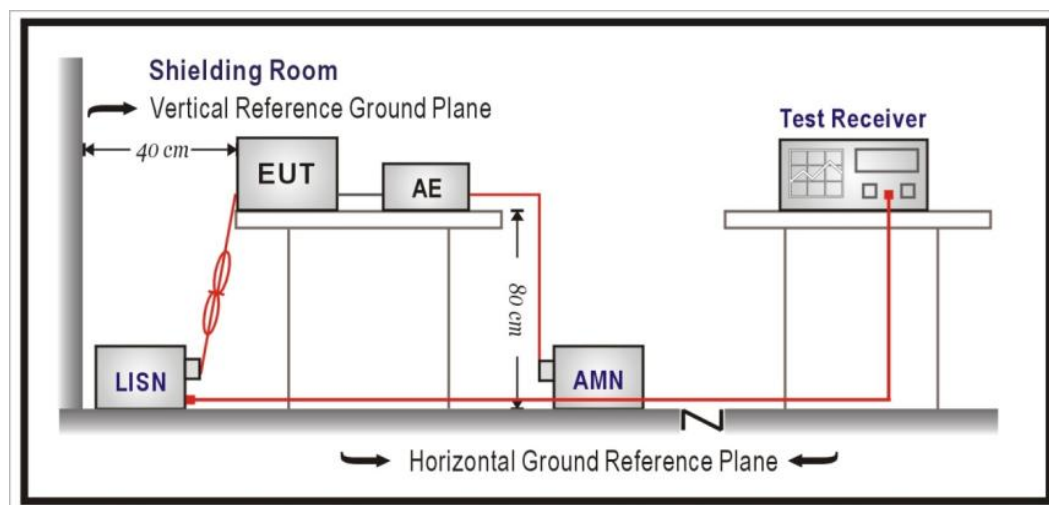 Shielding Room
Vertical Reference Ground Plane
Test Receiver
40 cm
EUT
AE
80 cm
LISN
AMN
Horizontal Ground Reference Plane